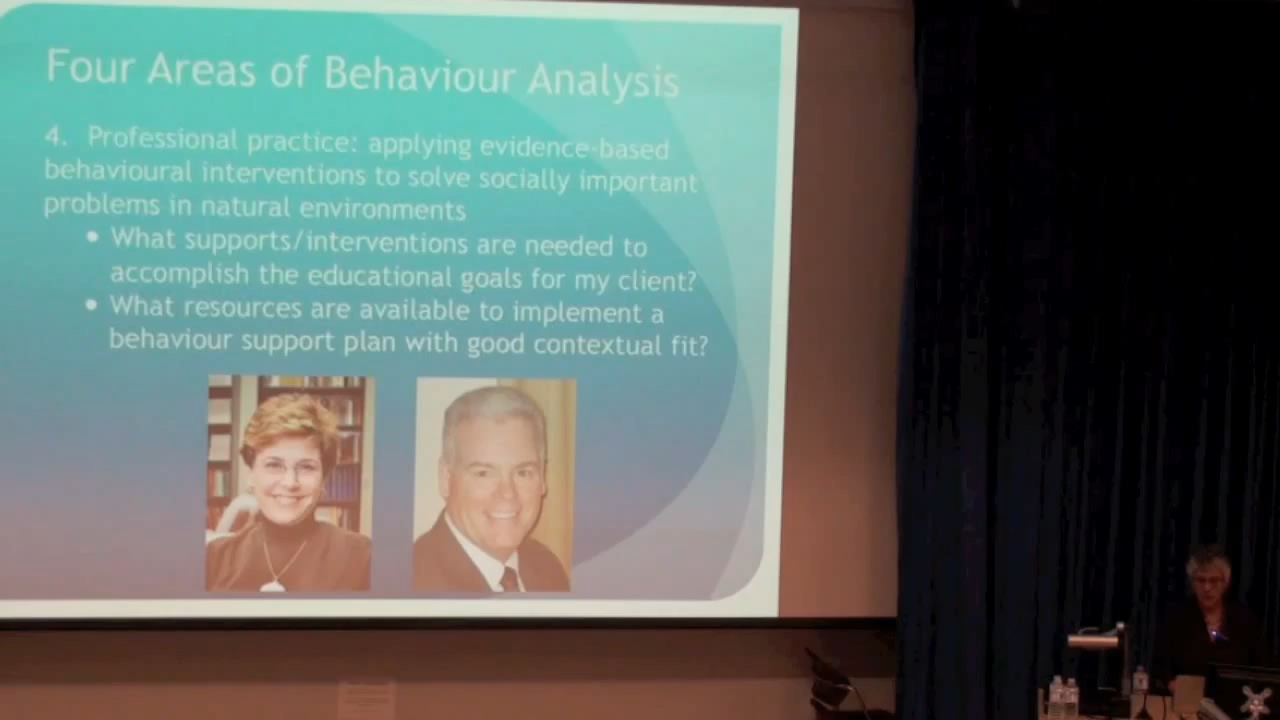 Four Areas of Behaviour Analysis
4. Professional practice: applying evidence-based
behavioural interventions to solve socially important
problems in natural environments
• What supports/interventions are needed to
accomplish the educational goals for my client?
• What resources are available to implement a
behaviour support plan with good contextual fit?